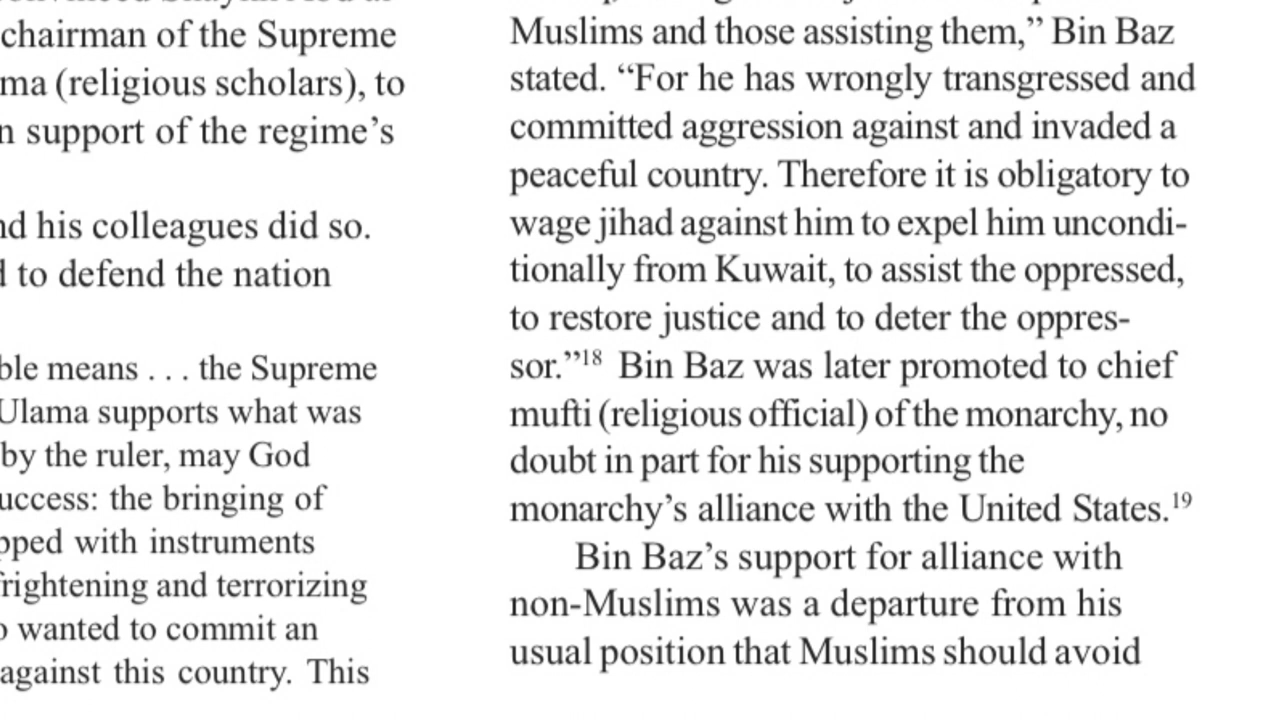 chairman of the Supreme
(religious scholars), to
support of the regime’s
his colleagues did so.
to defend the nation
means . . . the Supreme
Ulama supports what was
by the ruler, may God
the bringing of
with instruments
and terrorizing
wanted to commit an
against this country. This
Muslims and those assisting them,” Bin Baz
stated. “For he has wrongly transgressed and
committed aggression against and invaded a
peaceful country. Therefore it is obligatory to
wage jihad against him to expel him uncondi-
tionally from Kuwait, to assist the oppressed,
to restore justice and to deter the oppres-
sor.”18 Bin Baz was later promoted to chief
mufti (religious official) of the monarchy, no
doubt in part for his supporting the
monarchy’s alliance with the United States.19
Bin Baz’s support for alliance with
non-Muslims was a departure from his
usual position that Muslims should avoid